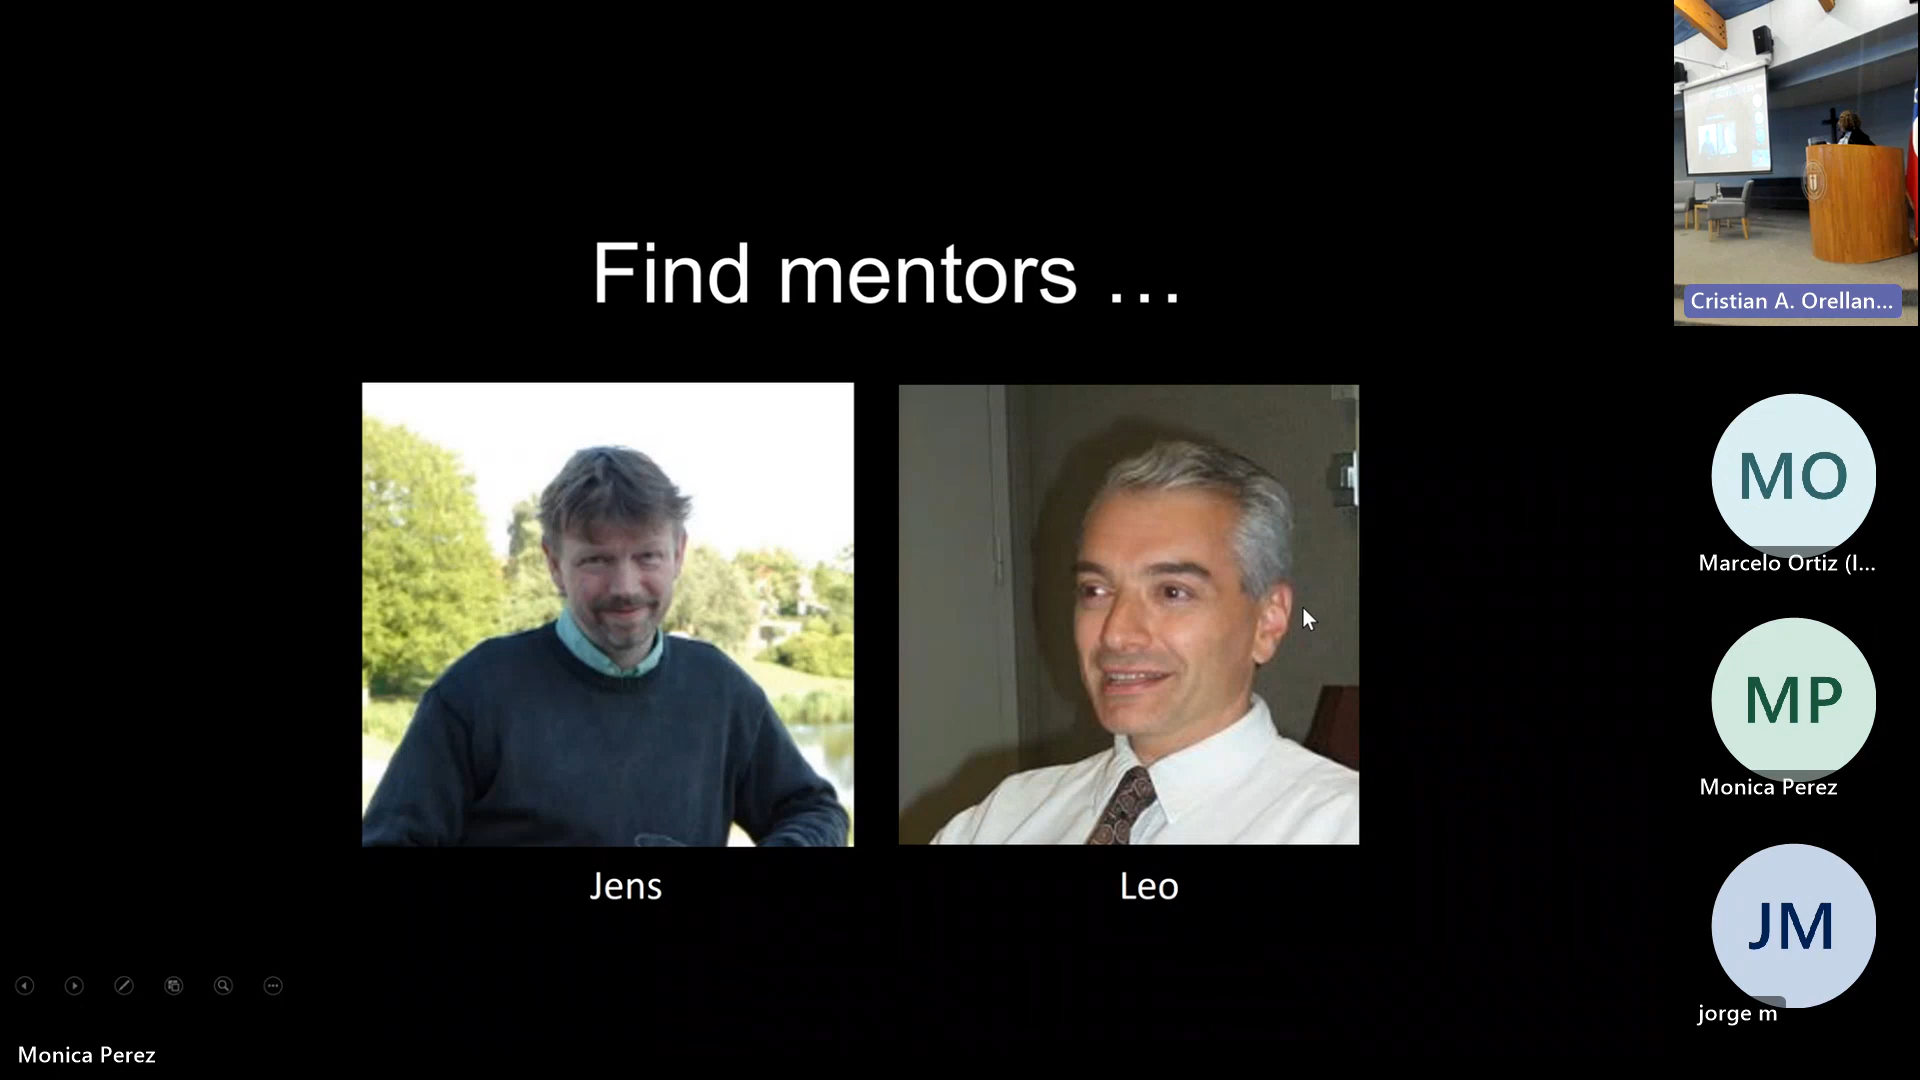 Find mentors ...
Jens
Leo
Cristian A. Orellan...
MO
Marcelo Ortiz (I...
MP
Monica Perez
JM
jorge m
Monica Perez